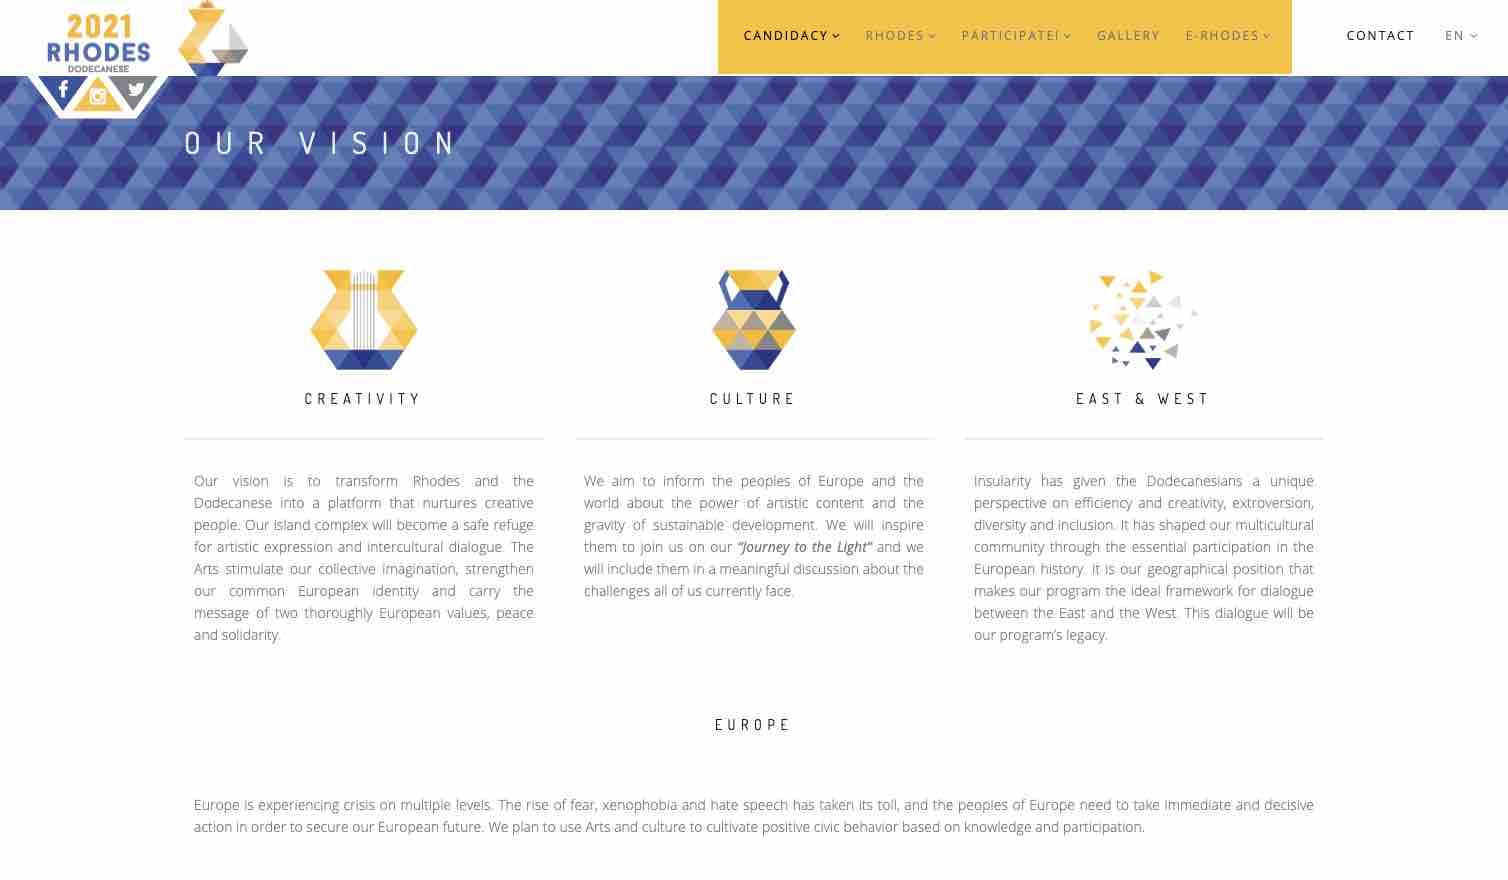 2021
RHODES
DODECANESE
CANDIDACY
RHODES
PARTICIPATEI
GALLERY
E-RHODES
CONTACT
EN
OUR VISION
CREATIVITY
Our vision is to transform Rhodes and the
Dodecanese into a platform that nurtures creative
people. Our island complex will become a safe refuge
for artistic expression and intercultural dialogue. The
Arts stimulate our collective imagination, strengthen
our common European identity and carry the
message of two thoroughly European values, peace
and solidarity.
CULTURE
We aim to inform the peoples of Europe and the
world about the power of artistic content and the
gravity of sustainable development. We will inspire
them to join us on our “Journey to the Light” and we
will include them in a meaningful discussion about the
challenges all of us currently face.
EAST & WEST
Insularity has given the Dodecanesians a unique
perspective on efficiency and creativity, extroversion,
diversity and inclusion. It has shaped our multicultural
community through the essential participation in the
European history. It is our geographical position that
makes our program the ideal framework for dialogue
between the East and the West. This dialogue will be
our program’s legacy.
EUROPE
Europe is experiencing crisis on multiple levels. The rise of fear, xenophobia and hate speech has taken its toll, and the peoples of Europe need to take immediate and decisive
action in order to secure our European future. We plan to use Arts and culture to cultivate positive civic behavior based on knowledge and participation.